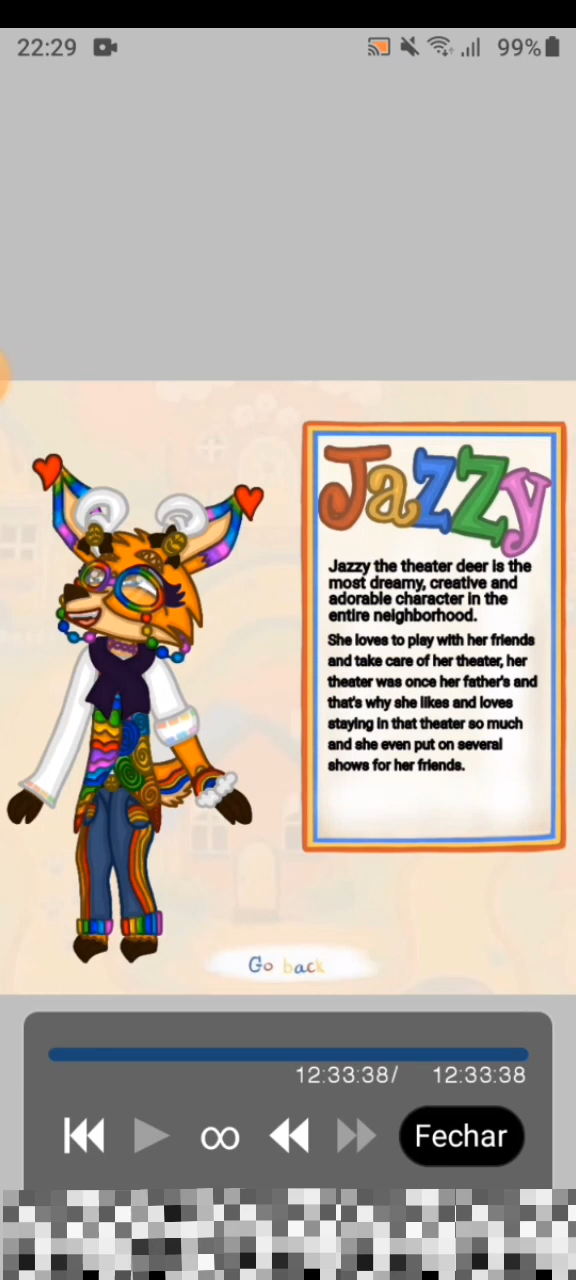 22:29
99%
Jazzy
Jazzy the theater deer is the
most dreamy, creative and
adorable character in the
entire neighborhood.
She loves to play with her friends
and take care of her theater, her
theater was once her father's and
that's why she likes and loves
staying in that theater so much
and she even put on several
shows for her friends.
Go back
12:33:38/ 12:33:38
Fechar